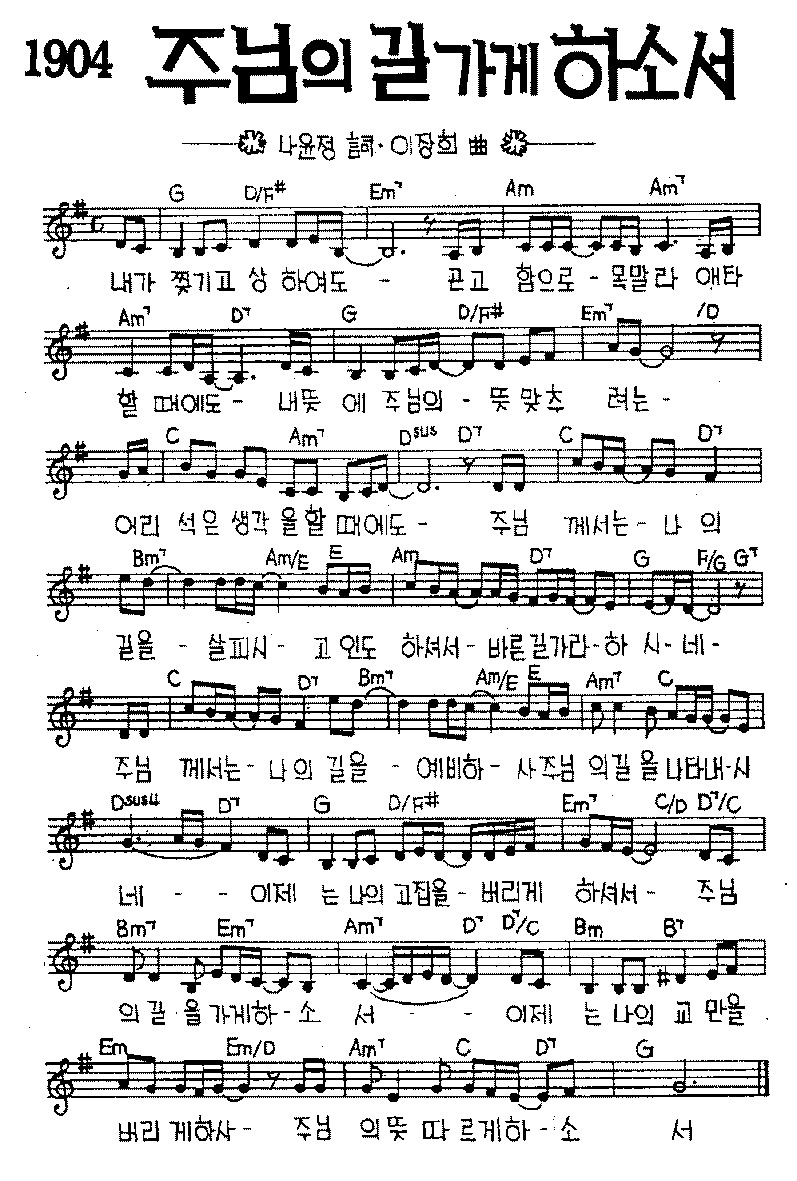 1904 주님의 길 가게 하소서
나윤정 詞·이장희 曲
G D/F# Em7 Am Am7
내가 찢기고 상 하여도 - 곤고 함으로 - 목말라 애타
Am7 D7 G D/F# Em7 /D
할 때에도 - 내뜻 에 주님의 - 뜻 맞추 려는 -
C Am7 Dsus D7 C D7
어리 석은 생각 을할 때에도 - 주님 께서는 - 나 의
Bm7 Am/E E Am D7 G F/G G7
길을 - 살피시 - 고 인도 하셔서 - 바른길가라 - 하 시 - 네 -
C D7 Bm7 Am/E E Am7 C
주님 께서는 - 나의 길을 - 예비하 - 사주님 의길 을 나타내 - 시
Dsus4 D7 G D/F# Em7 C/D D7/C
네 - - 이제 는 나의 고집을 - 버리게 하셔서 - 주님
Bm7 Em7 Am7 D7 D7/C Bm B7
의 길 을 가게하 - 소 서 - - 이제 는 나의 교 만을
Em Em/D Am7 C D7 G
버리 게하사 - 주님 의뜻 따 르게하 - 소 서